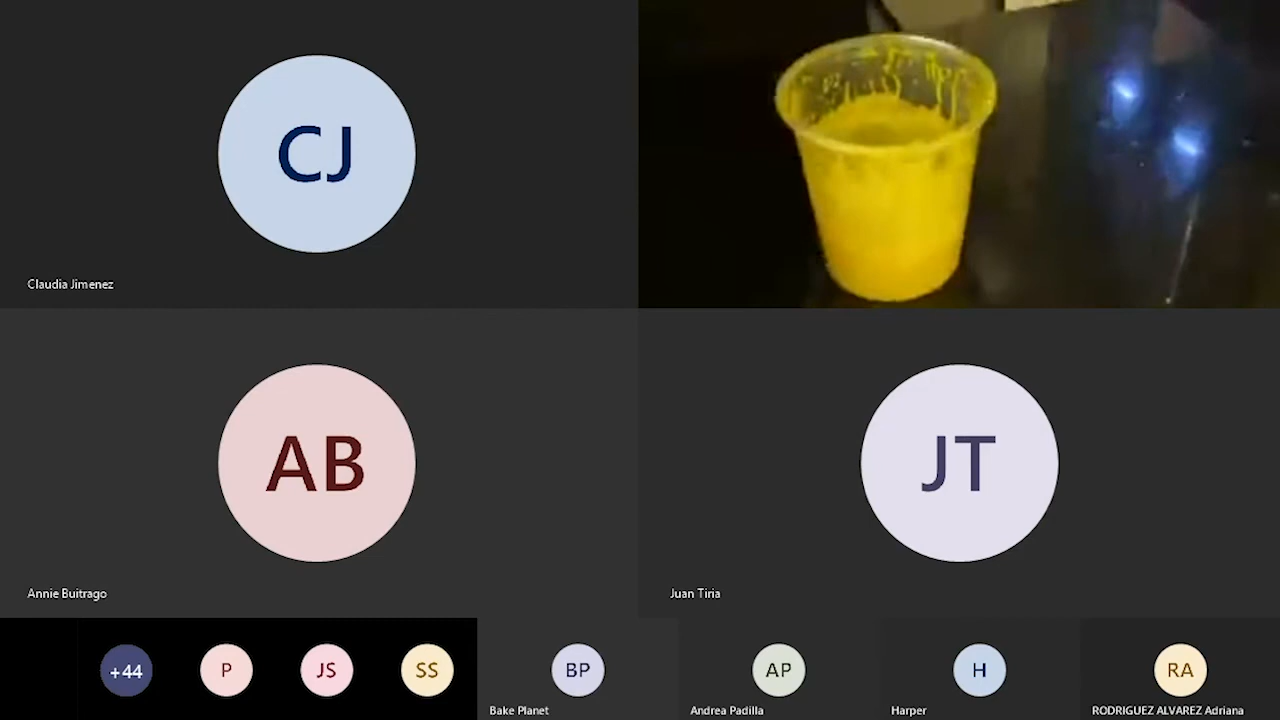 CJ
Claudia Jimenez
AB
Annie Buitrago
JT
Juan Tiria
+44
P
JS
SS
BP
Bake Planet
AP
Andrea Padilla
H
Harper
RA
RODRIGUEZ ALVAREZ Adriana